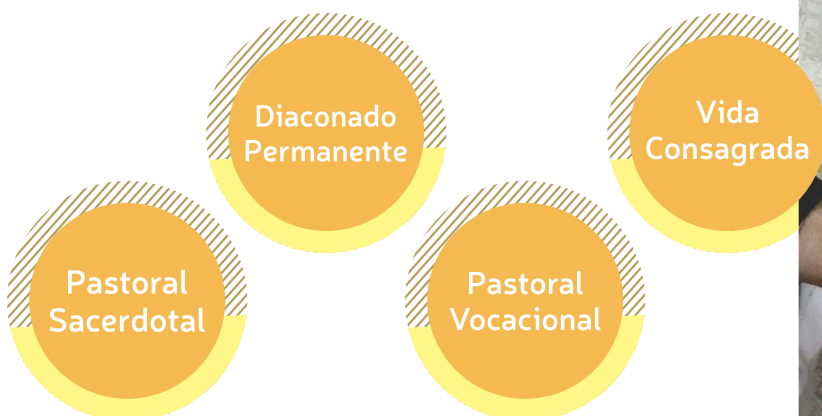 Diaconado
Permanente
Vida
Consagrada
Pastoral
Sacerdotal
Pastoral
Vocacional